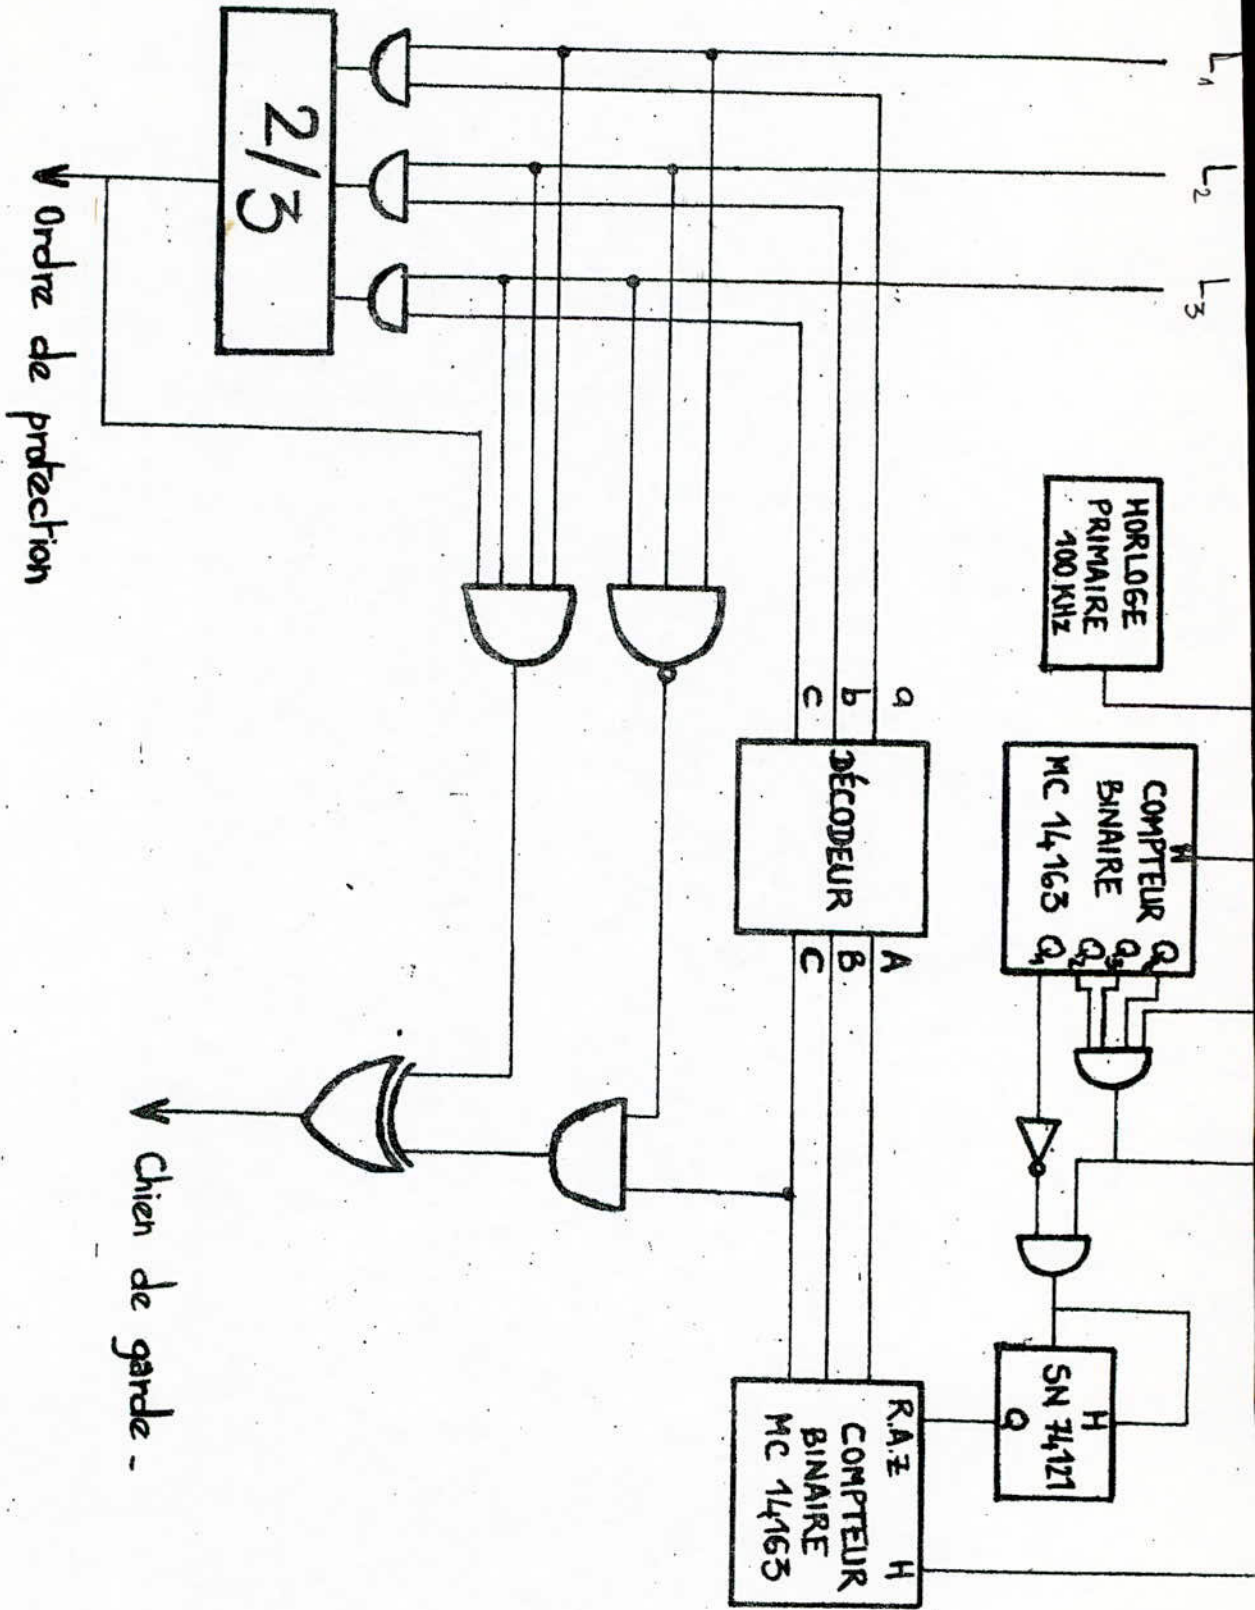 L1
L2
L3
2/3
Ordre de protection
HORLOGE
PRIMAIRE
100 KHz
a
b
c
DÉCODEUR
A
B
C
COMPTEUR
BINAIRE
MC 14163
H
Q1
Q2
Q3
SN 74121
H
Q
R.A.Z
H
COMPTEUR
BINAIRE
MC 14163
Chien de garde -